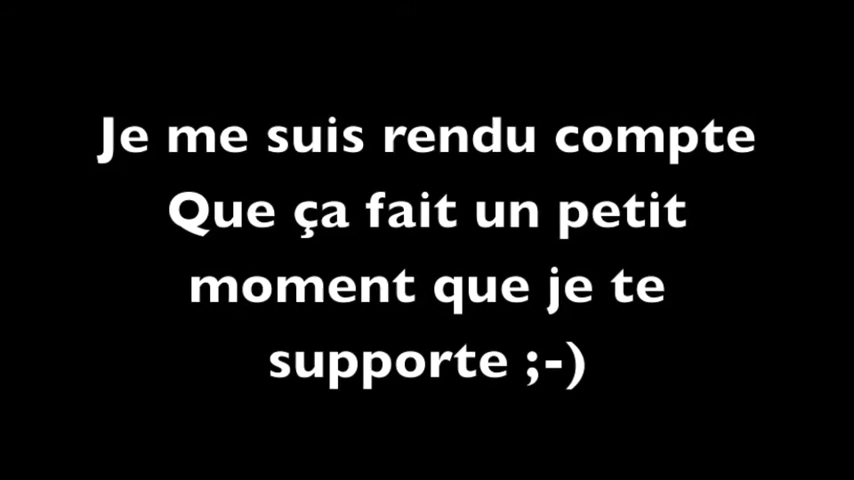 Je me suis rendu compte
Que ça fait un petit
moment que je te
supporte ;-)